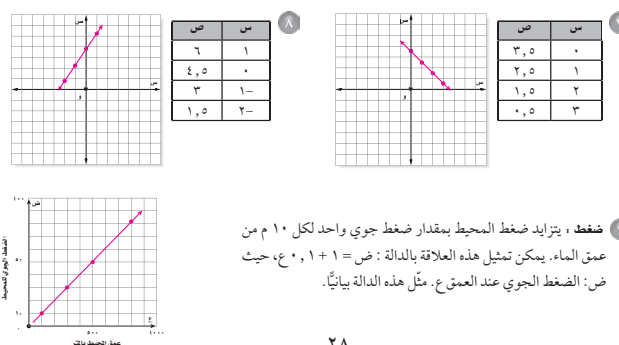 س ص
٠ ٣,٥
١ ٢,٥
٢ ١,٥
٣ ٠,٥
س
و
س
٨
س ص
١ ٦
٠ ٤,٥
–١ ٣
–٢ ١,٥
س
و
س
ضغط : يتزايد ضغط المحيط بمقدار ضغط جوي واحد لكل ١٠ م من
عمق الماء. يمكن تمثيل هذه العلاقة بالدالة : ض = ١ + ٠,١ ع، حيث
ض: الضغط الجوي عند العمق ع. مثّل هذه الدالة بيانيًّا.
ض
١٠٠
٥٠
١٠
٠
٥٠٠
١٠٠٠
ع
الضغط الجوي للمحيط
عمق المحيط بالمتر
٢٨